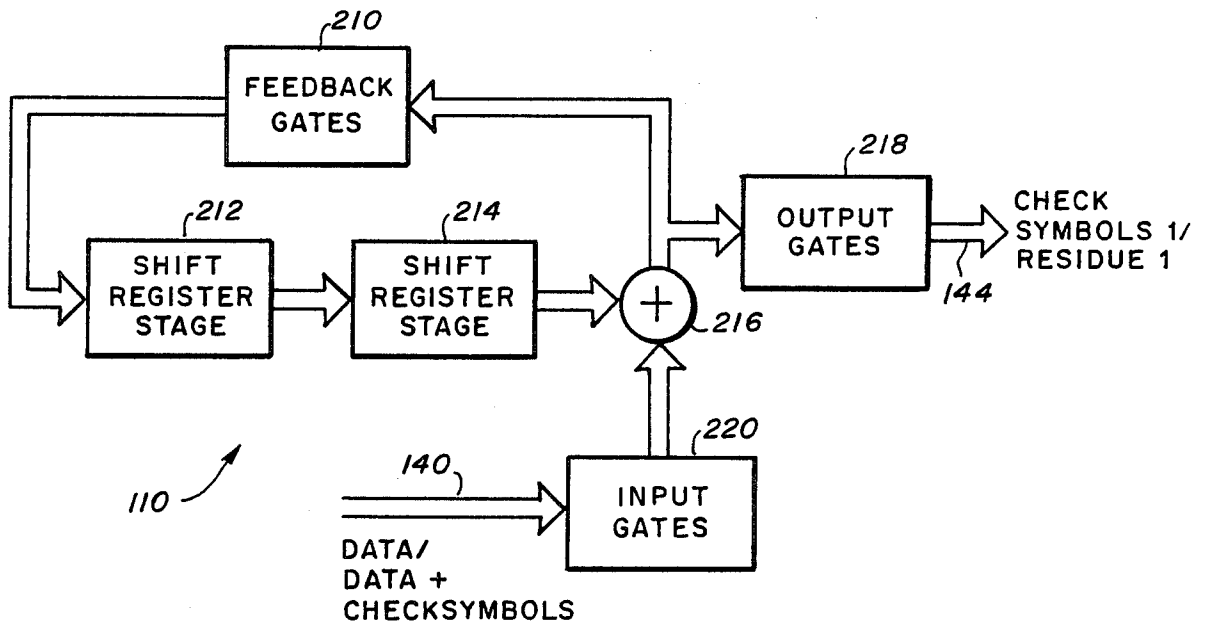 210
FEEDBACK
GATES
218
OUTPUT
GATES
CHECK
SYMBOLS 1/
RESIDUE 1
144
212
SHIFT
REGISTER
STAGE
214
SHIFT
REGISTER
STAGE
+
216
220
INPUT
GATES
140
DATA/
DATA +
CHECKSYMBOLS
110